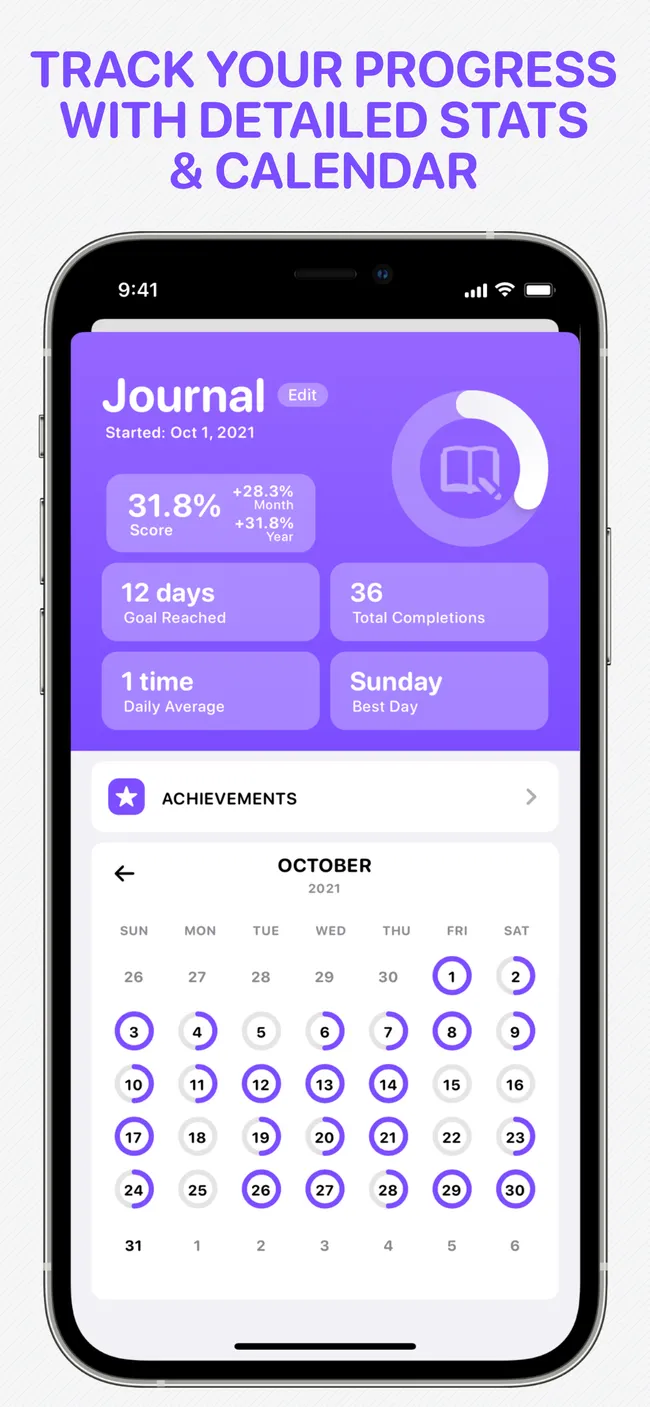 TRACK YOUR PROGRESS
WITH DETAILED STATS
& CALENDAR
9:41
Journal Edit
Started: Oct 1, 2021
31.8%
Score
+28.3%
Month
+31.8%
Year
12 days
Goal Reached
36
Total Completions
1 time
Daily Average
Sunday
Best Day
ACHIEVEMENTS
OCTOBER
2021
SUN MON TUE WED THU FRI SAT
26 27 28 29 30 1 2
3 4 5 6 7 8 9
10 11 12 13 14 15 16
17 18 19 20 21 22 23
24 25 26 27 28 29 30
31 1 2 3 4 5 6